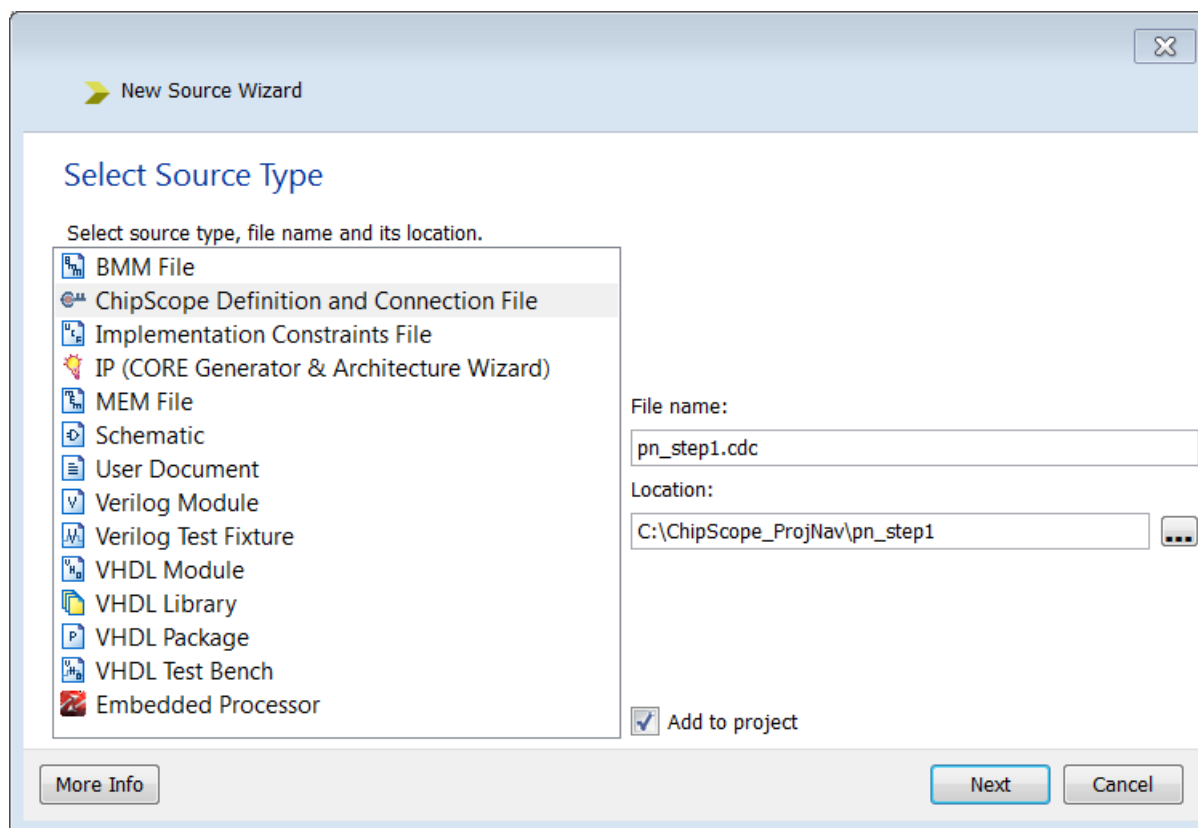 New Source Wizard
Select Source Type
Select source type, file name and its location.
BMM File
ChipScope Definition and Connection File
Implementation Constraints File
IP (CORE Generator & Architecture Wizard)
MEM File
Schematic
User Document
Verilog Module
Verilog Test Fixture
VHDL Module
VHDL Library
VHDL Package
VHDL Test Bench
Embedded Processor
File name:
pn_step1.cdc
Location:
C:\ChipScope_ProjNav\pn_step1
...
Add to project
More Info
Next
Cancel